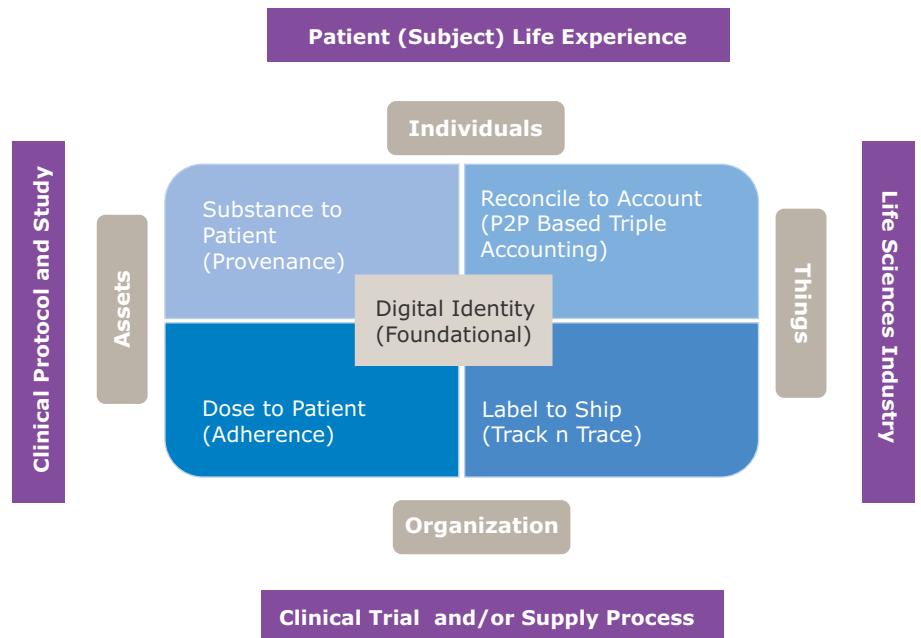 Patient (Subject) Life Experience
Individuals
Clinical Protocol and Study
Assets
Substance to
Patient
(Provenance)
Reconcile to Account
(P2P Based Triple
Accounting)
Digital Identity
(Foundational)
Dose to Patient
(Adherence)
Label to Ship
(Track n Trace)
Things
Life Sciences Industry
Organization
Clinical Trial and/or Supply Process